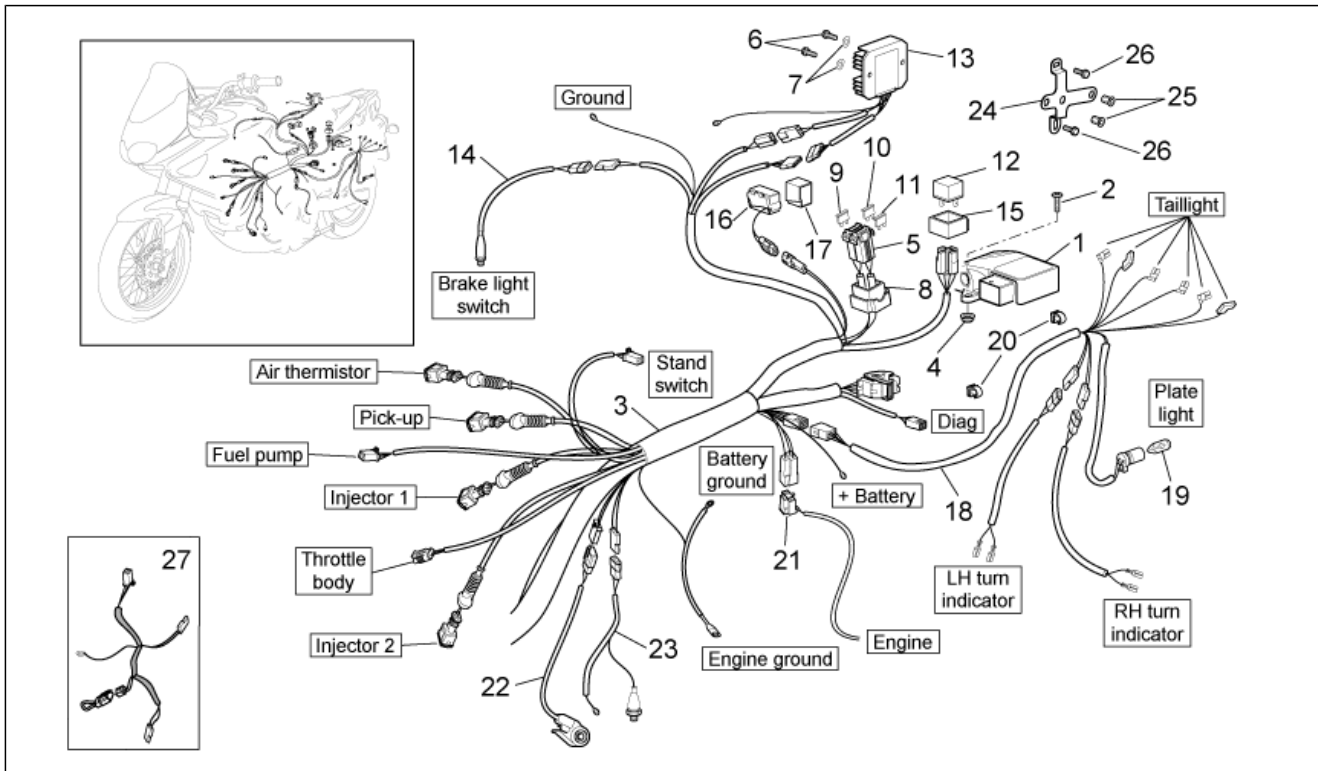 6
7
13
26
24
25
26
Ground
14
10
9
11
12
2
16
17
5
15
1
Taillight
8
4
20
Brake light
switch
Air thermistor
Stand
switch
3
Pick-up
Fuel pump
Injector 1
Diag
Plate
light
Battery
ground
+ Battery
18
19
21
Throttle
body
27
LH turn
indicator
RH turn
indicator
Injector 2
23
Engine ground
Engine
22